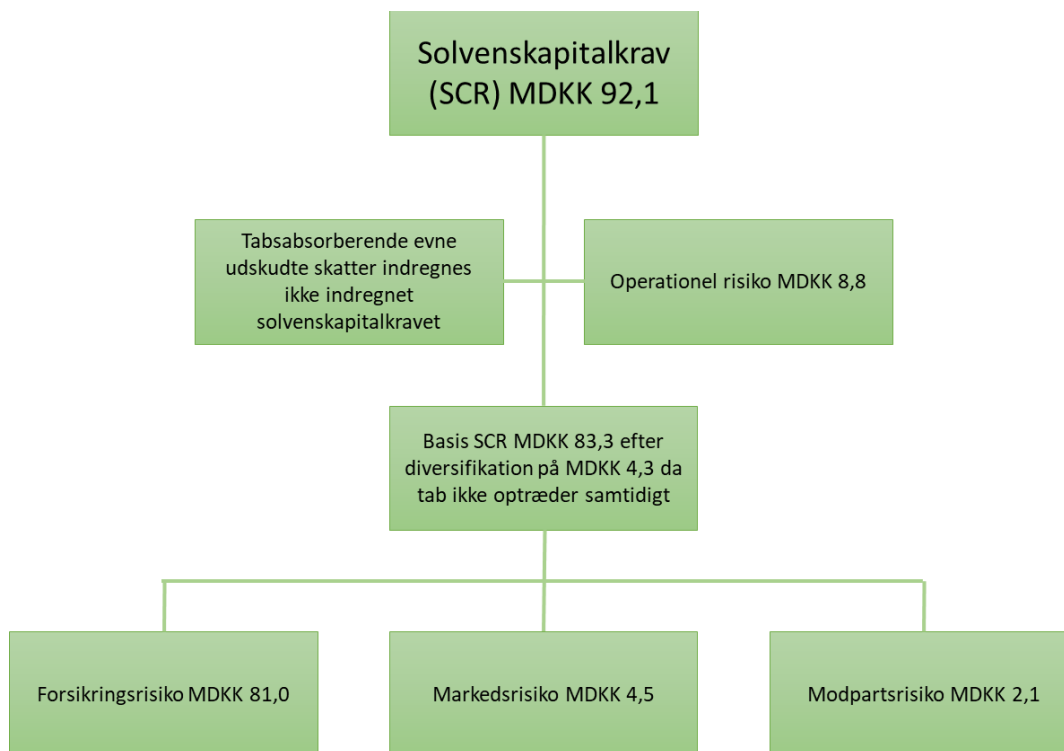 Solvenskapitalkrav
(SCR) MDKK 92,1
Tabsabsorberende evne
udskudte skatter indregnes
ikke indregnet
solvenskapitalkravet
Operationel risiko MDKK 8,8
Basis SCR MDKK 83,3 efter
diversifikation på MDKK 4,3 da
tab ikke optræder samtidigt
Forsikringsrisiko MDKK 81,0
Markedsrisiko MDKK 4,5
Modpartsrisiko MDKK 2,1